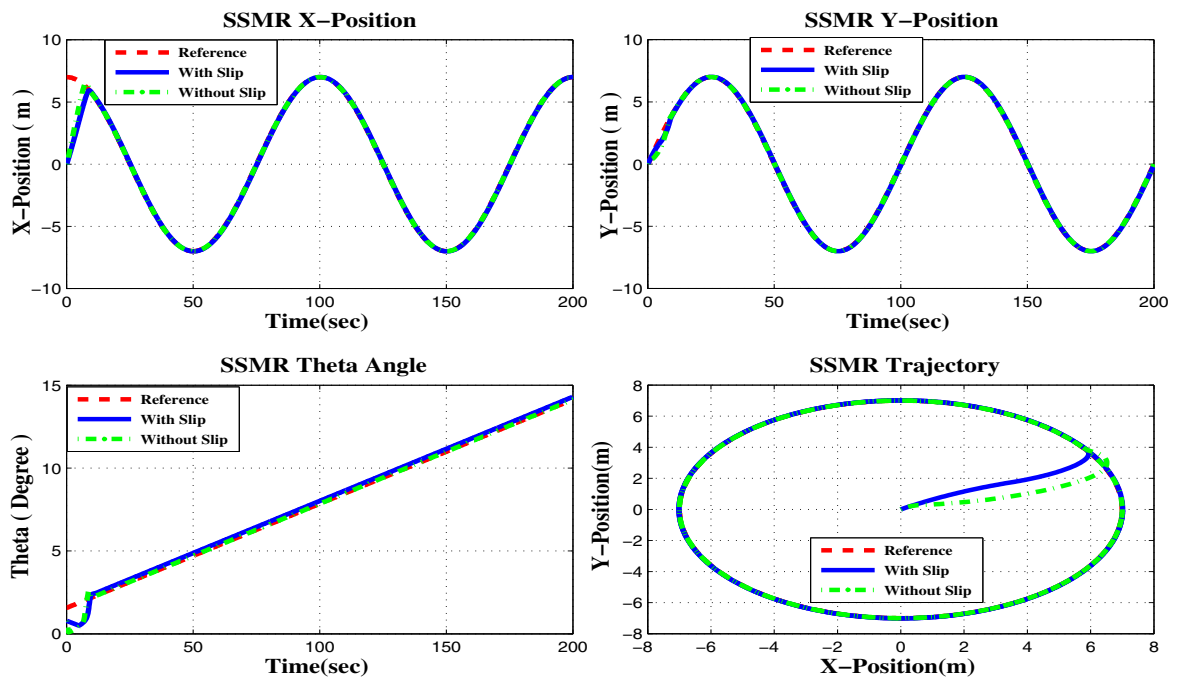 SSMR X−Position
10
5
0
−5
−10
X−Position ( m )
0 50 100 150 200
Time(sec)
Reference
With Slip
Without Slip
SSMR Y−Position
10
5
0
−5
−10
Y−Position ( m )
0 50 100 150 200
Time(sec)
Reference
With Slip
Without Slip
SSMR Theta Angle
15
10
5
0
Theta ( Degree )
0 50 100 150 200
Time(sec)
Reference
With Slip
Without Slip
SSMR Trajectory
8
6
4
2
0
−2
−4
−6
−8
Y−Position(m)
−8 −6 −4 −2 0 2 4 6 8
X−Position(m)
Reference
With Slip
Without Slip